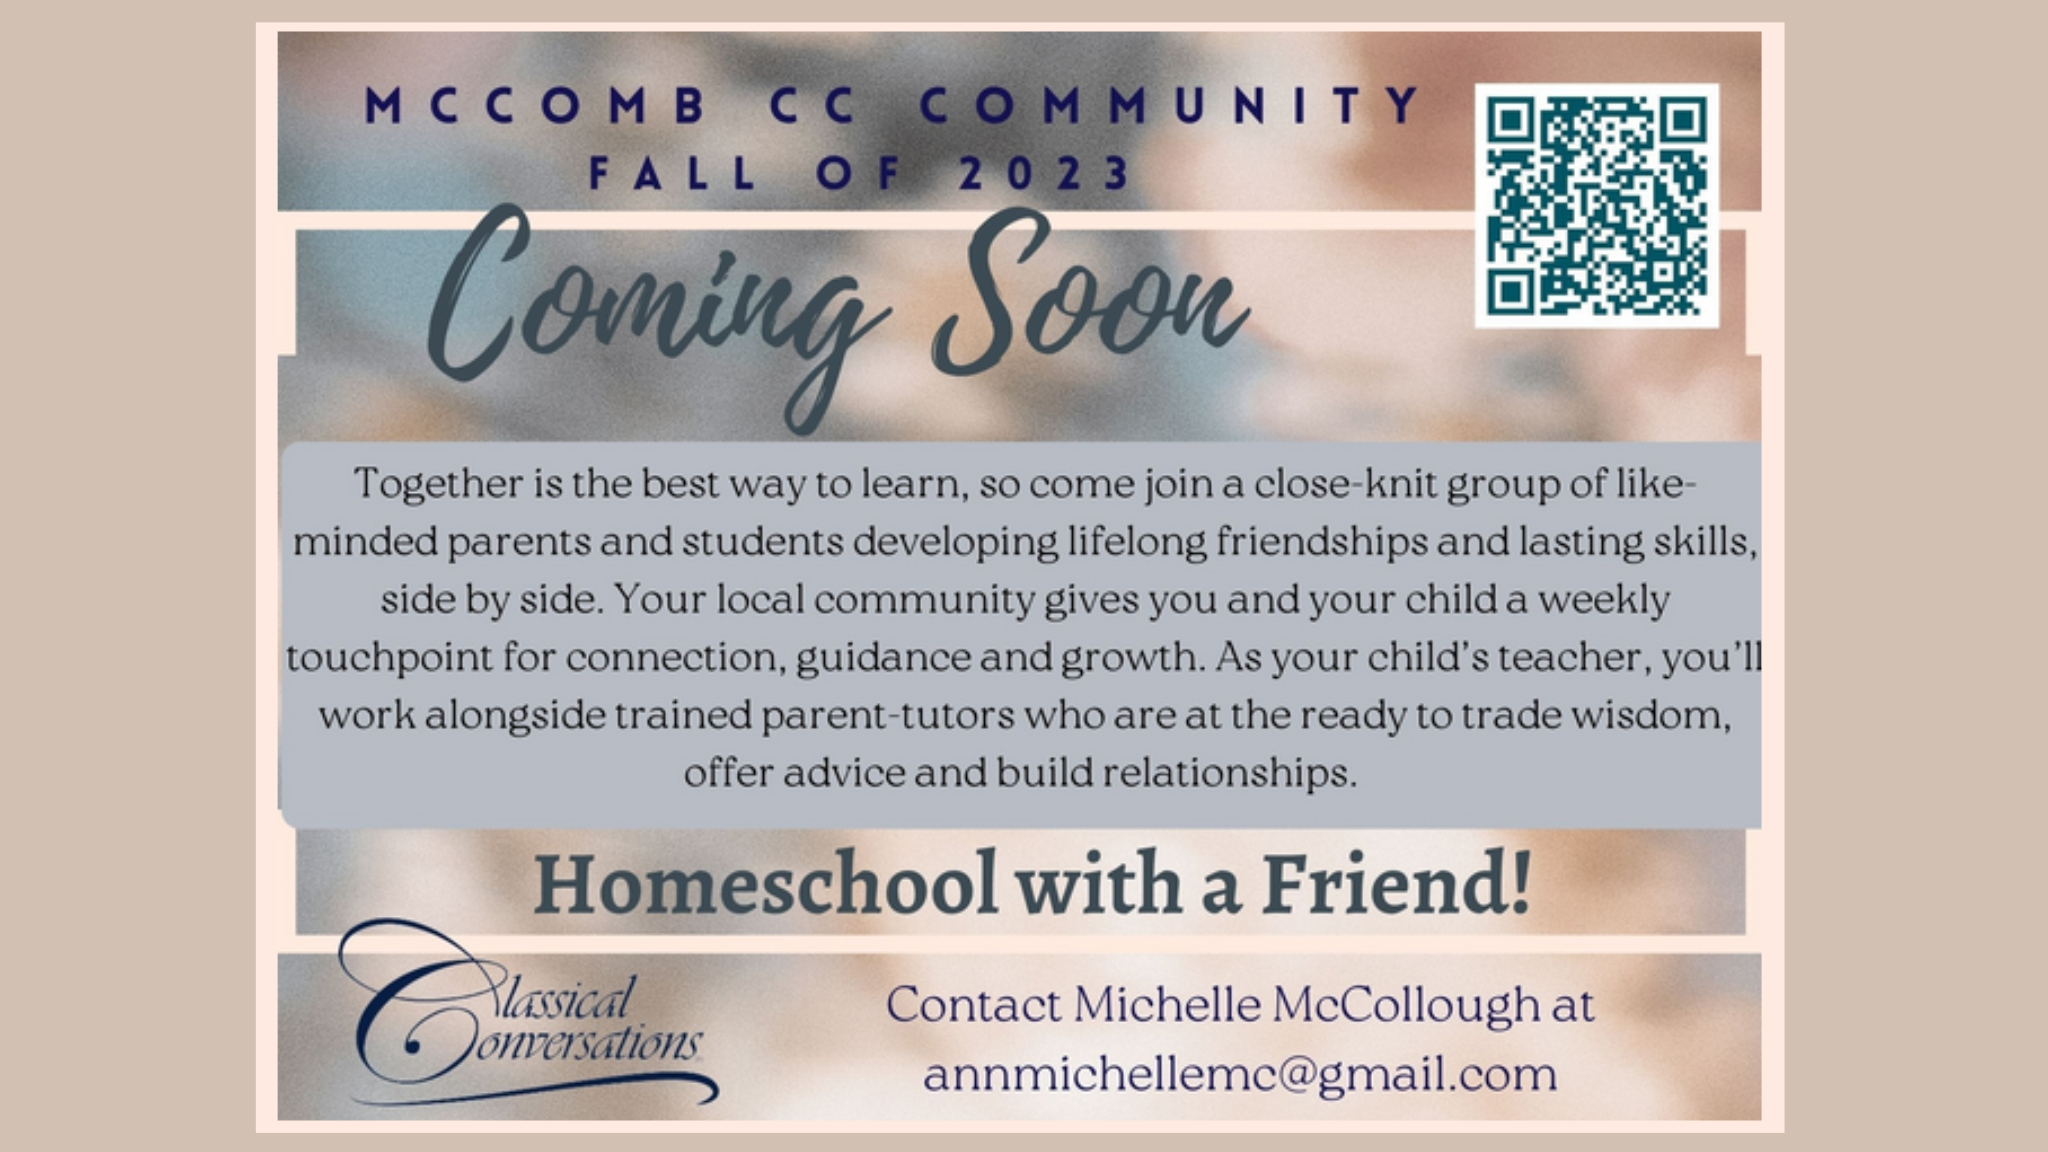 MCCOMB CC COMMUNITY
FALL OF 2023
Coming Soon
Together is the best way to learn, so come join a close-knit group of like-
minded parents and students developing lifelong friendships and lasting skills,
side by side. Your local community gives you and your child a weekly
touchpoint for connection, guidance and growth. As your child's teacher, you'll
work alongside trained parent-tutors who are at the ready to trade wisdom,
offer advice and build relationships.
Homeschool with a Friend!
Classical
Conversations
Contact Michelle McCollough at
annmichellemc@gmail.com